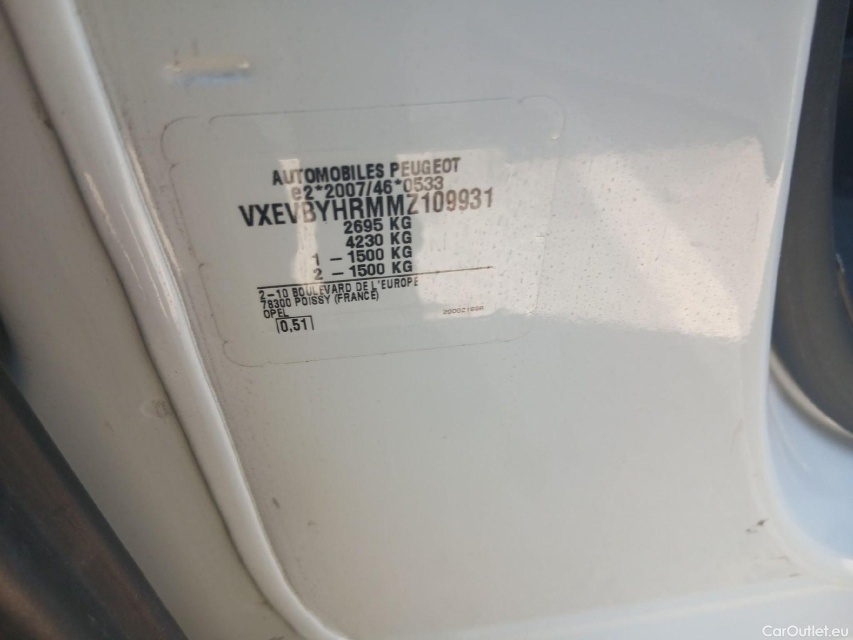 AUTOMOBILES PEUGEOT
e2*2007/46*0533
VXEVBYHRMMZ109931
2695 KG
4230 KG
1 - 1500 KG
2 - 1500 KG
2-10 BOULEVARD DE L'EUROPE
78300 POISSY (FRANCE)
OPEL
0,51
CarOutlet.eu